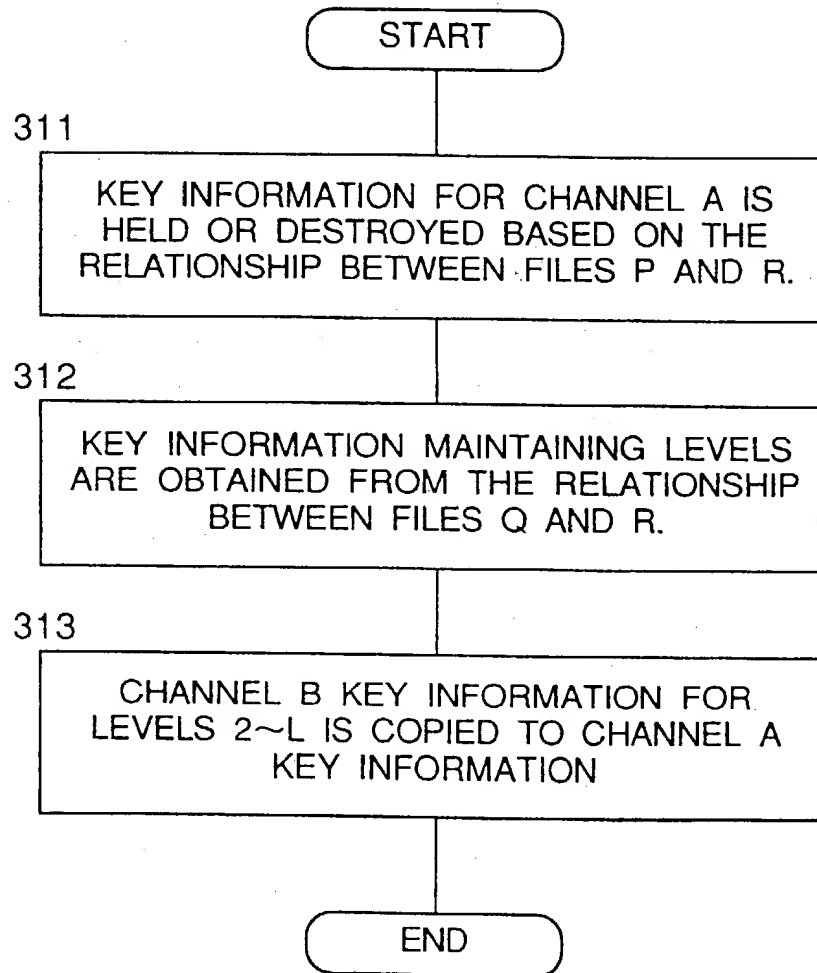 START
311
KEY INFORMATION FOR CHANNEL A IS
HELD OR DESTROYED BASED ON THE
RELATIONSHIP BETWEEN FILES P AND R.
312
KEY INFORMATION MAINTAINING LEVELS
ARE OBTAINED FROM THE RELATIONSHIP
BETWEEN FILES Q AND R.
313
CHANNEL B KEY INFORMATION FOR
LEVELS 2~L IS COPIED TO CHANNEL A
KEY INFORMATION
END